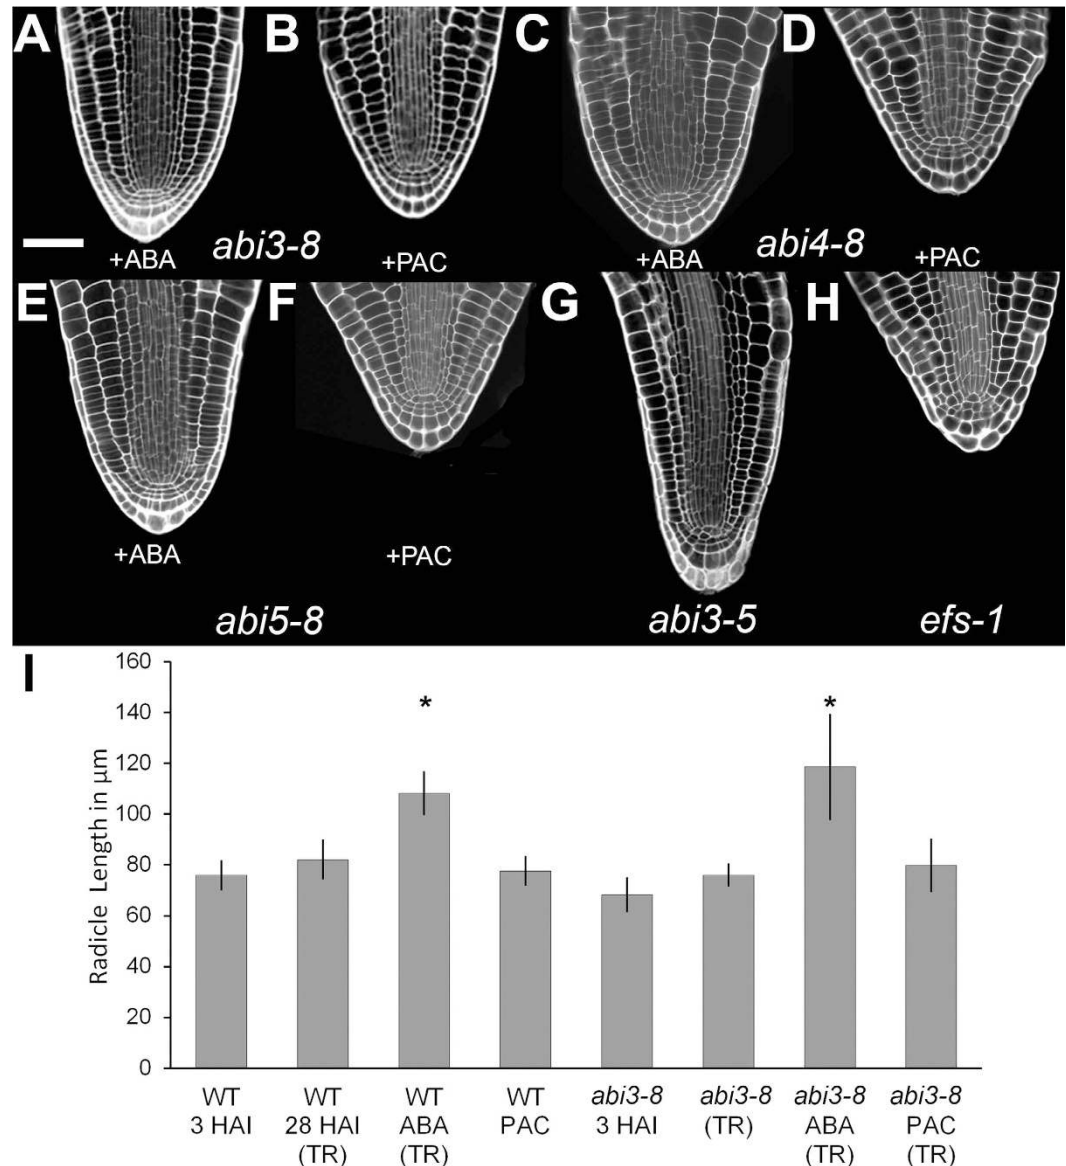 A B C D
+ABA abi3-8 +PAC +ABA abi4-8 +PAC
E F G H
+ABA +PAC
abi5-8 abi3-5 efs-1
I
160
140
120
100
80
60
40
20
0
Radicle Length in µm
* *
WT 3 HAI
WT 28 HAI (TR)
WT ABA (TR)
WT PAC
abi3-8 3 HAI
abi3-8 (TR)
abi3-8 ABA (TR)
abi3-8 PAC (TR)